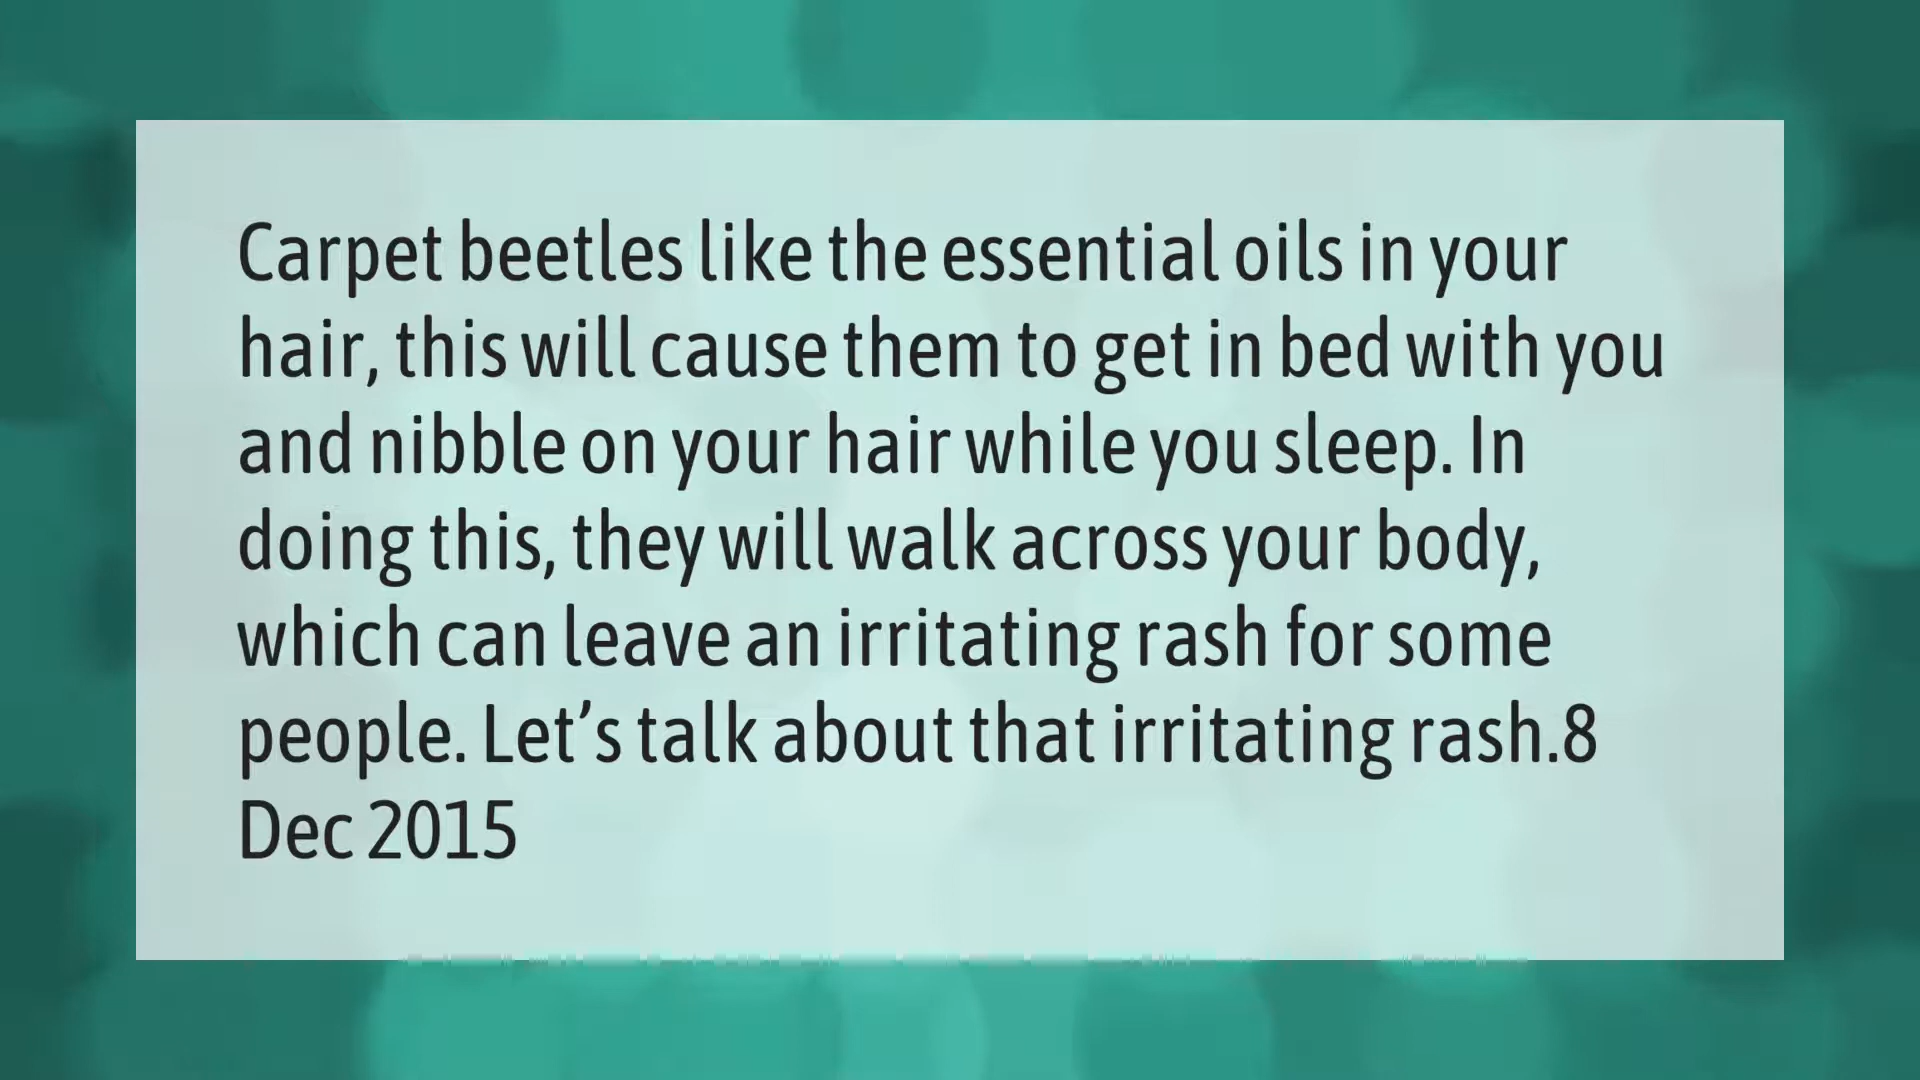 Carpet beetles like the essential oils in your
hair, this will cause them to get in bed with you
and nibble on your hair while you sleep. In
doing this, they will walk across your body,
which can leave an irritating rash for some
people. Let’s talk about that irritating rash.8
Dec 2015